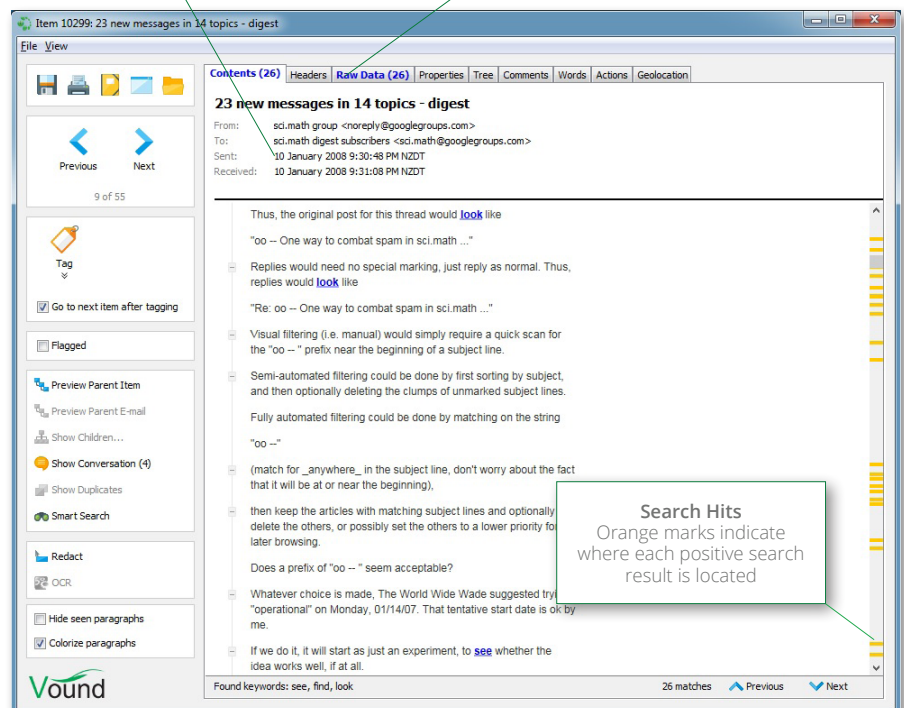 Item 10299: 23 new messages in 14 topics - digest
File View
Previous Next
9 of 55
Tag
Go to next item after tagging
Flagged
Preview Parent Item
Preview Parent E-mail
Show Children...
Show Conversation (4)
Show Duplicates
Smart Search
Redact
OCR
Hide seen paragraphs
Colorize paragraphs
Vound
Contents (26) Headers Raw Data (26) Properties Tree Comments Words Actions Geolocation
23 new messages in 14 topics - digest
From: sci.math group <noreply@googlegroups.com>
To: sci.math digest subscribers <sci.math@googlegroups.com>
Sent: 10 January 2008 9:30:48 PM NZDT
Received: 10 January 2008 9:31:08 PM NZDT
Thus, the original post for this thread would look like
"oo -- One way to combat spam in sci.math ..."
Replies would need no special marking, just reply as normal. Thus,
replies would look like
"Re: oo -- One way to combat spam in sci.math ..."
Visual filtering (i.e. manual) would simply require a quick scan for
the "oo -- " prefix near the beginning of a subject line.
Semi-automated filtering could be done by first sorting by subject,
and then optionally deleting the clumps of unmarked subject lines.
Fully automated filtering could be done by matching on the string
"oo --"
(match for _anywhere_ in the subject line, don't worry about the fact
that it will be at or near the beginning),
then keep the articles with matching subject lines and optionally
delete the others, or possibly set the others to a lower priority
later browsing.
Does a prefix of "oo -- " seem acceptable?
Whatever choice is made, The World Wide Wade suggested
"operational" on Monday, 01/14/07. That tentative start date is ok by
me.
If we do it, it will start as just an experiment, to see whether the
idea works well, if at all.
Search Hits
Orange marks indicate
where each positive search
result is located
Found keywords: see, find, look 26 matches Previous Next